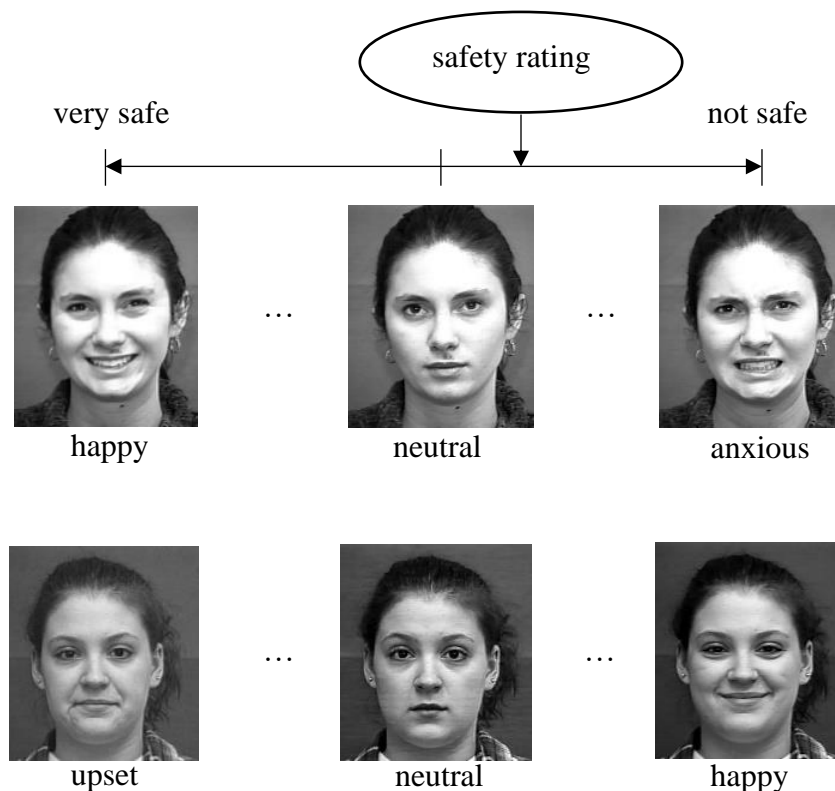 safety rating
very safe
not safe
…
…
happy
neutral
anxious
…
…
upset
neutral
happy